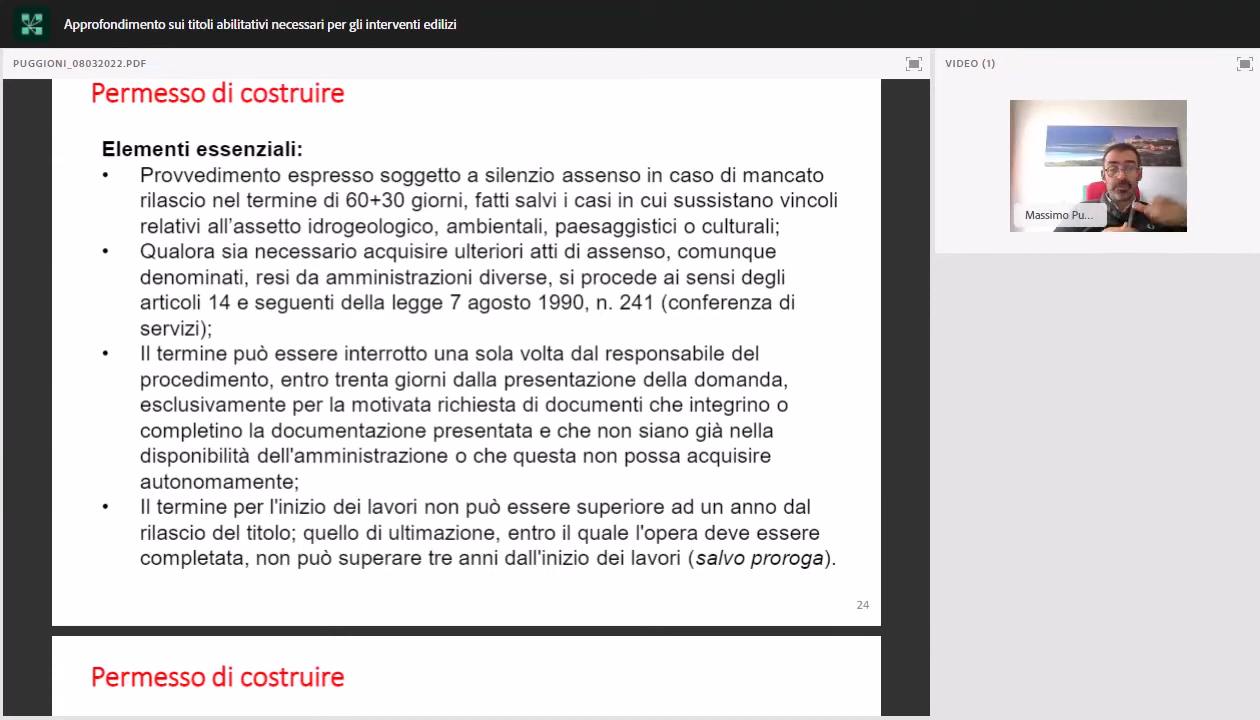 Approfondimento sui titoli abilitativi necessari per gli interventi edilizi
PUGGIONI_08032022.PDF
VIDEO (1)
Permesso di costruire
Elementi essenziali:
• Provvedimento espresso soggetto a silenzio assenso in caso di mancato
rilascio nel termine di 60+30 giorni, fatti salvi i casi in cui sussistano vincoli
relativi all'assetto idrogeologico, ambientali, paesaggistici o culturali;
• Qualora sia necessario acquisire ulteriori atti di assenso, comunque
denominati, resi da amministrazioni diverse, si procede ai sensi degli
articoli 14 e seguenti della legge 7 agosto 1990, n. 241 (conferenza di
servizi);
• Il termine può essere interrotto una sola volta dal responsabile del
procedimento, entro trenta giorni dalla presentazione della domanda,
esclusivamente per la motivata richiesta di documenti che integrino o
completino la documentazione presentata e che non siano già nella
disponibilità dell'amministrazione o che questa non possa acquisire
autonomamente;
• Il termine per l'inizio dei lavori non può essere superiore ad un anno dal
rilascio del titolo; quello di ultimazione, entro il quale l'opera deve essere
completata, non può superare tre anni dall'inizio dei lavori (salvo proroga).
24
Permesso di costruire
Massimo Pu...